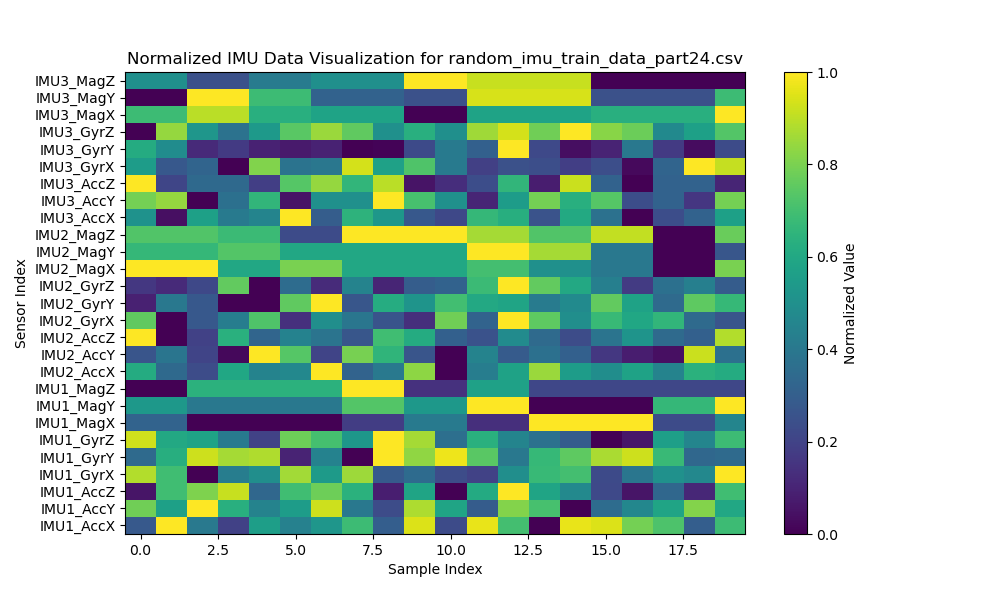 Normalized IMU Data Visualization for random_imu_train_data_part24.csv
IMU3_MagZ
IMU3_MagY
IMU3_MagX
IMU3_GyrZ
IMU3_GyrY
IMU3_GyrX
IMU3_AccZ
IMU3_AccY
IMU3_AccX
IMU2_MagZ
IMU2_MagY
IMU2_MagX
IMU2_GyrZ
IMU2_GyrY
IMU2_GyrX
IMU2_AccZ
IMU2_AccY
IMU2_AccX
IMU1_MagZ
IMU1_MagY
IMU1_MagX
IMU1_GyrZ
IMU1_GyrY
IMU1_GyrX
IMU1_AccZ
IMU1_AccY
IMU1_AccX
Sensor Index
0.0 2.5 5.0 7.5 10.0 12.5 15.0 17.5
Sample Index
1.0
0.8
0.6
0.4
0.2
0.0
Normalized Value